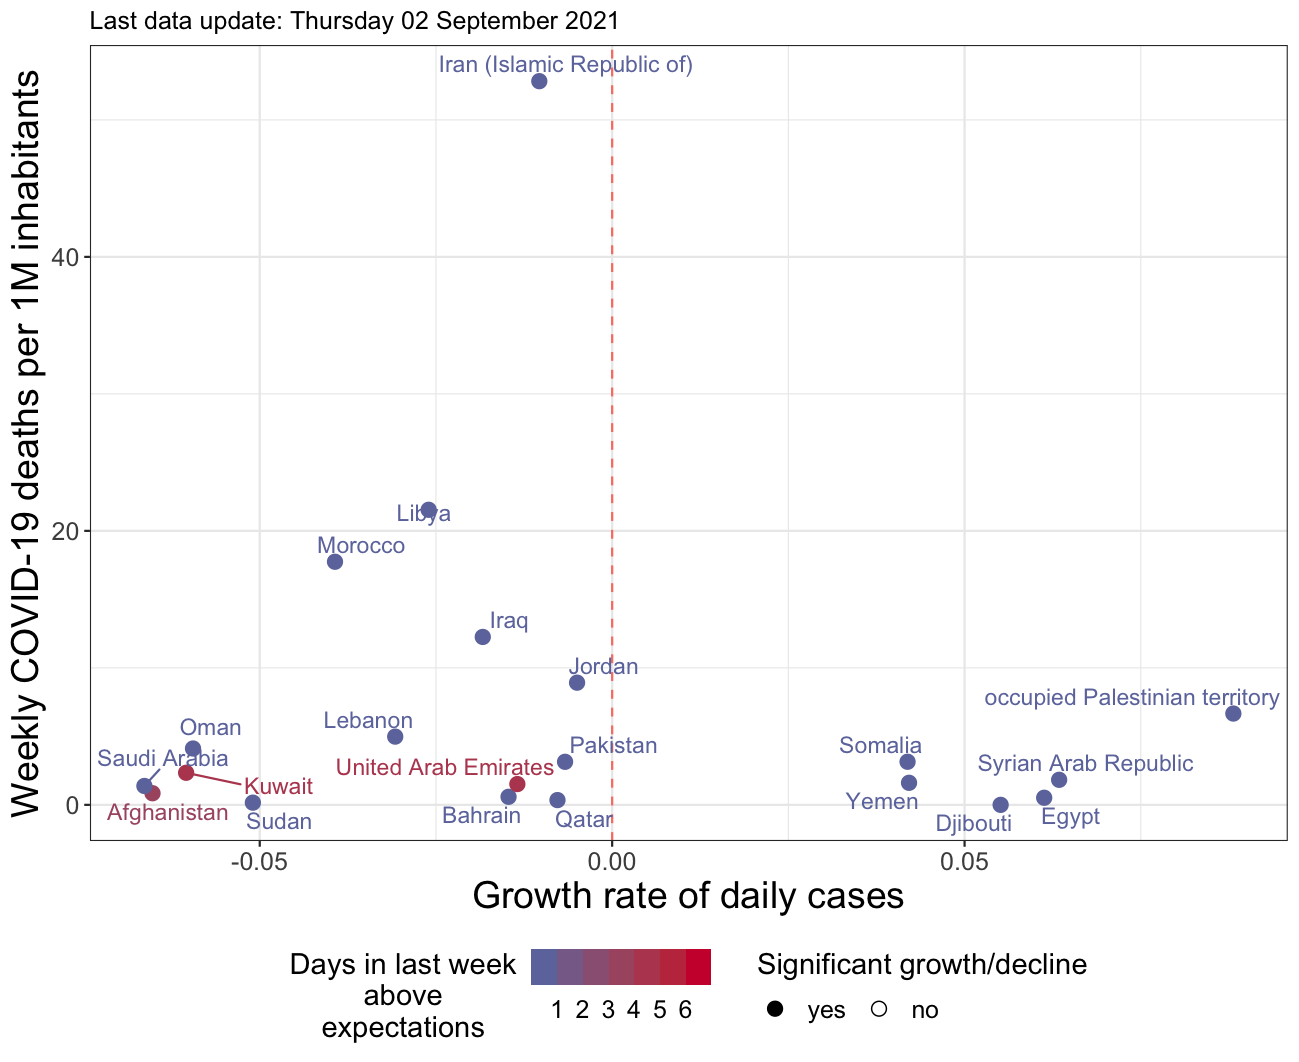 Last data update: Thursday 02 September 2021
Weekly COVID-19 deaths per 1M inhabitants
Iran (Islamic Republic of)
40
Libya
20
Morocco
Iraq
Jordan
occupied Palestinian territory
Lebanon
Oman
Pakistan
Somalia
Saudi Arabia
United Arab Emirates
Syrian Arab Republic
Kuwait
Yemen
0
Afghanistan
Bahrain
Egypt
Sudan
Qatar
Djibouti
-0.05 0.00 0.05
Growth rate of daily cases
Days in last week
above
expectations
1 2 3 4 5 6
Significant growth/decline
yes no